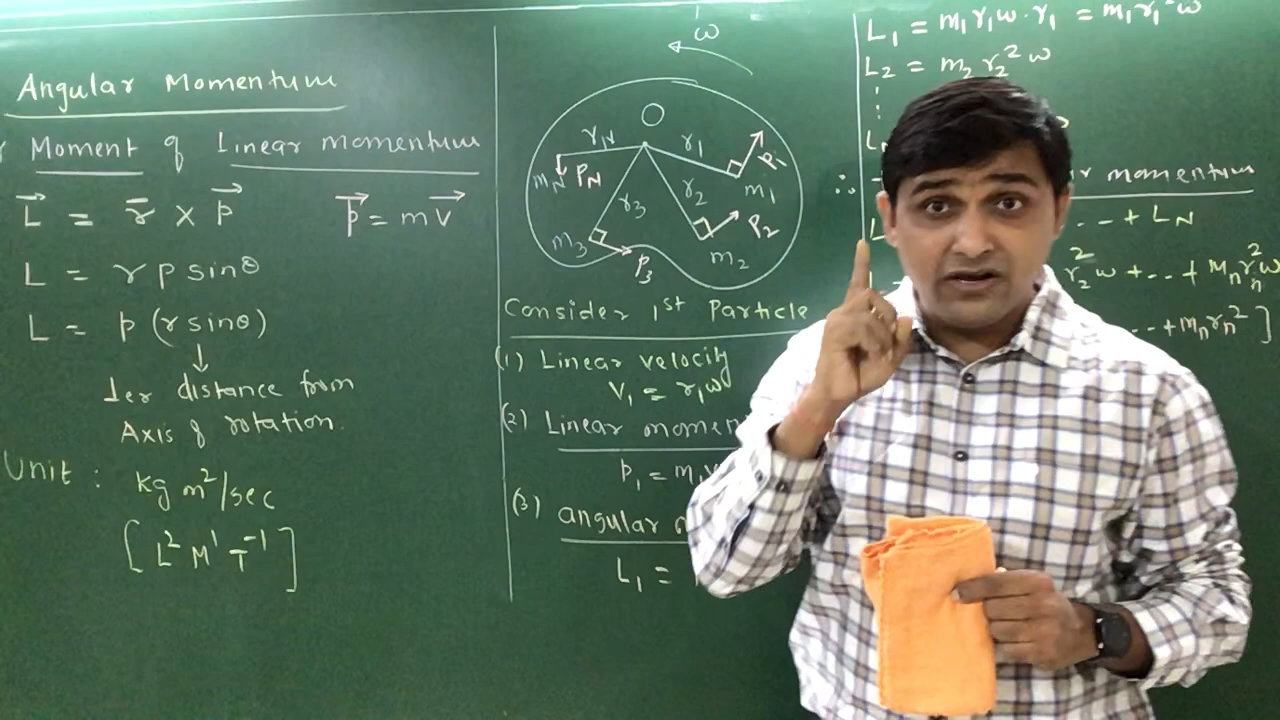 Angular Momentum
Moment of Linear momentum
L⃗ = r̄ × P⃗
p⃗ = mv⃗
L = r p sinθ
L = p (r sinθ)
↓
⊥er distance from
Axis of rotation.
Unit : kg m²/sec
[L² M¹ T⁻¹]
ω
O
rN
r₁
mN
PN
P₁
m₁
r₂
r₃
P₂
m₃
P₃
m₂
Consider 1st Particle
(1) Linear velocity
V₁ = r₁ω
(2) Linear momen
p₁ = m₁
(3) angular
L₁ =
L₁ = m₁r₁ω·r₁ = m₁r₁²ω
L₂ = m₂r₂²ω
⋮
∴
momentum
... + LN
r₂²ω + ... + Mₙrₙ²ω
... + mₙrₙ²]